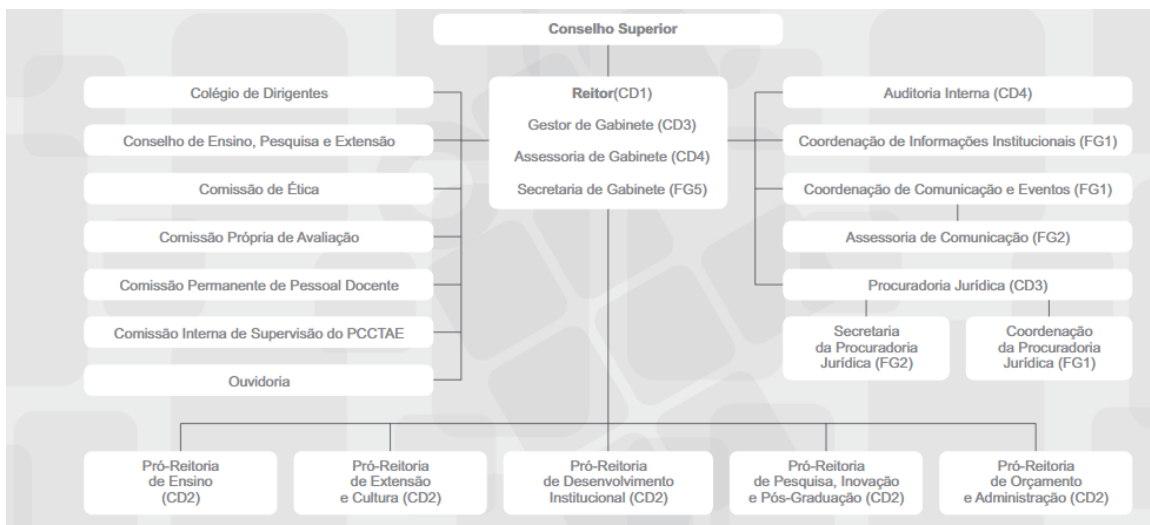 Conselho Superior
Colégio de Dirigentes
Conselho de Ensino, Pesquisa e Extensão
Comissão de Ética
Comissão Própria de Avaliação
Comissão Permanente de Pessoal Docente
Comissão Interna de Supervisão do PCCTAE
Ouvidoria
Reitor(CD1)
Gestor de Gabinete (CD3)
Assessoria de Gabinete (CD4)
Secretaria de Gabinete (FG5)
Auditoria Interna (CD4)
Coordenação de Informações Institucionais (FG1)
Coordenação de Comunicação e Eventos (FG1)
Assessoria de Comunicação (FG2)
Procuradoria Jurídica (CD3)
Secretaria
da Procuradoria
Jurídica (FG2)
Coordenação
da Procuradoria
Jurídica (FG1)
Pró-Reitoria
de Ensino
(CD2)
Pró-Reitoria
de Extensão
e Cultura (CD2)
Pró-Reitoria
de Desenvolvimento
Institucional (CD2)
Pró-Reitoria
de Pesquisa, Inovação
e Pós-Graduação (CD2)
Pró-Reitoria
de Orçamento
e Administração (CD2)